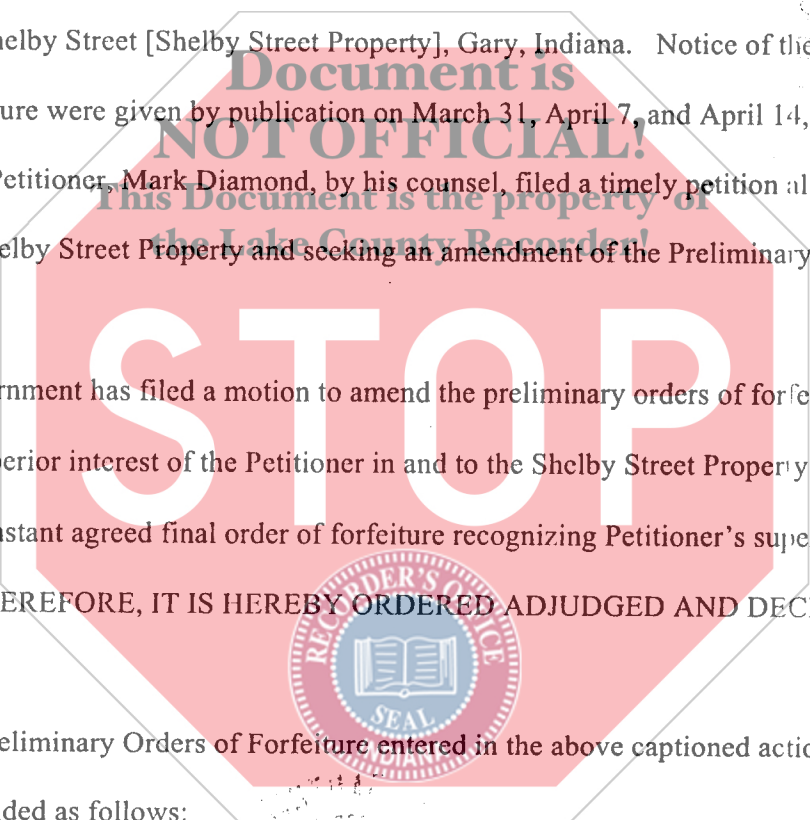 elby Street [Shelby Street Property], Gary, Indiana. Notice of the
Document is
ure were given by publication on March 31, April 7, and April 14,
NOT OFFICIAL!
Petitioner, Mark Diamond, by his counsel, filed a timely petition al
This Document is the property of
elby Street Property and seeking an amendment of the Preliminary
the Lake County Recorder!
rnment has filed a motion to amend the preliminary orders of forfe
STOP
perior interest of the Petitioner in and to the Shelby Street Property
nstant agreed final order of forfeiture recognizing Petitioner's supe
RECORDER'S OFFICE
EREFORE, IT IS HEREBY ORDERED ADJUDGED AND DEC
SEAL
eliminary Orders of Forfeiture entered in the above captioned actio
INDIANA
ded as follows: